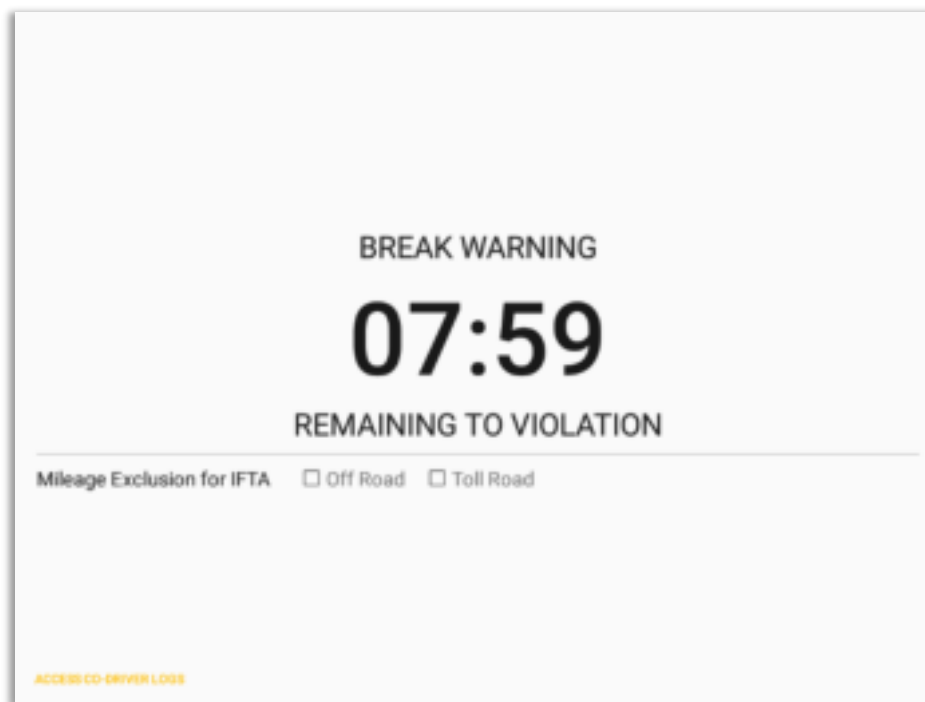 BREAK WARNING
07:59
REMAINING TO VIOLATION
Mileage Exclusion for IFTA Off Road Toll Road
ACCESS CO-DRIVER LOGS